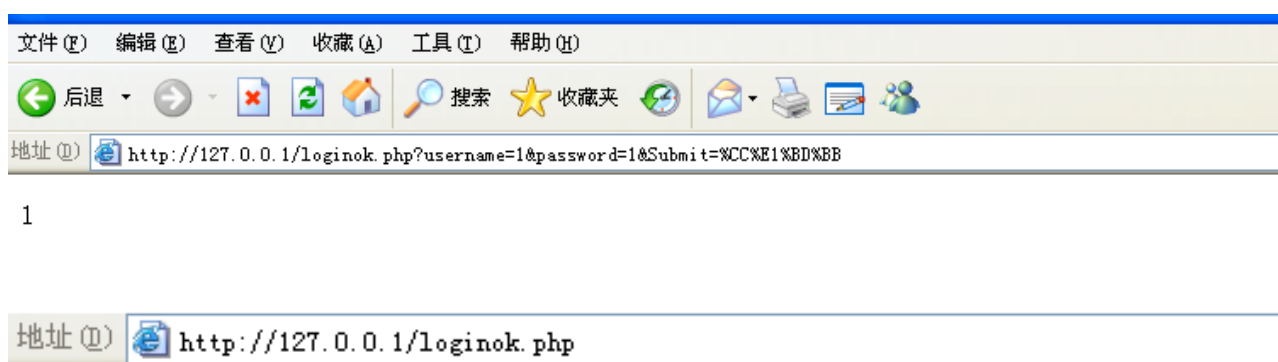 文件(F) 编辑(E) 查看(V) 收藏(A) 工具(T) 帮助(H)
后退 搜索 收藏夹
地址(D) http://127.0.0.1/loginok.php?username=1&password=1&Submit=%CC%E1%BD%BB
1
地址(D) http://127.0.0.1/loginok.php